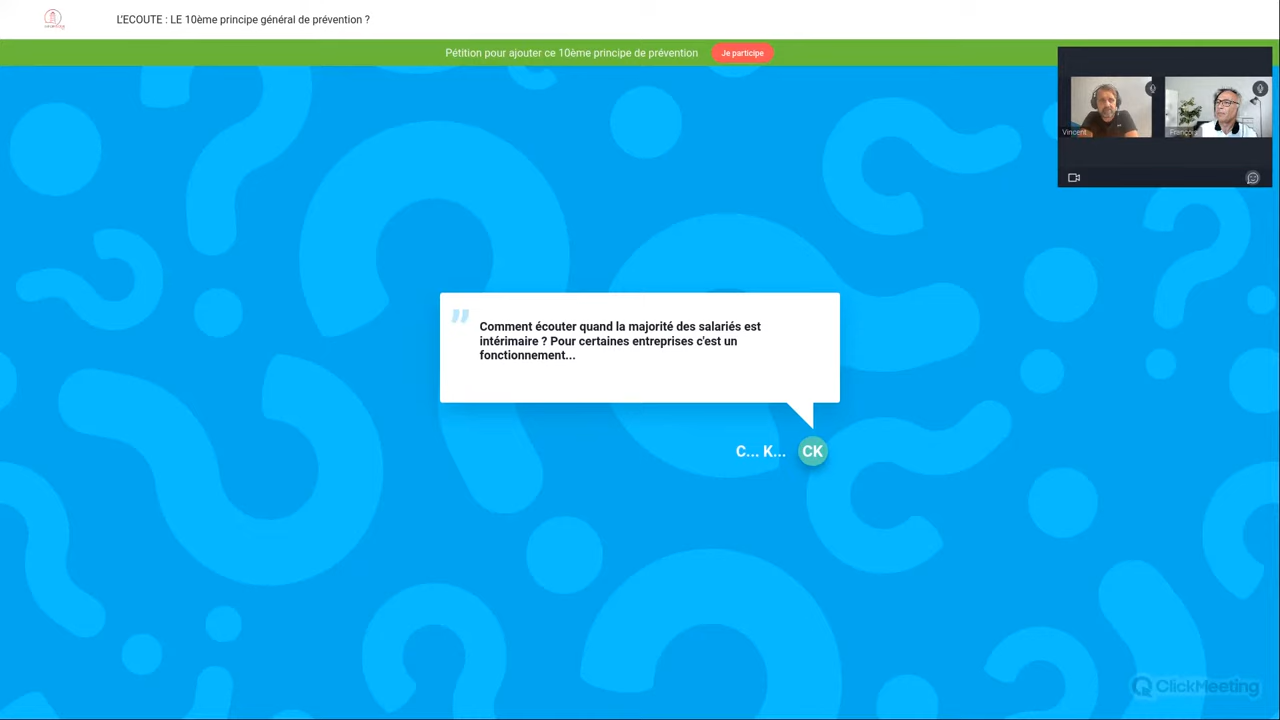 L'ECOUTE : LE 10ème principe général de prévention ?
Pétition pour ajouter ce 10ème principe de prévention
Je participe
Vincent
François
Comment écouter quand la majorité des salariés est
intérimaire ? Pour certaines entreprises c'est un
fonctionnement...
C... K...
CK
ClickMeeting